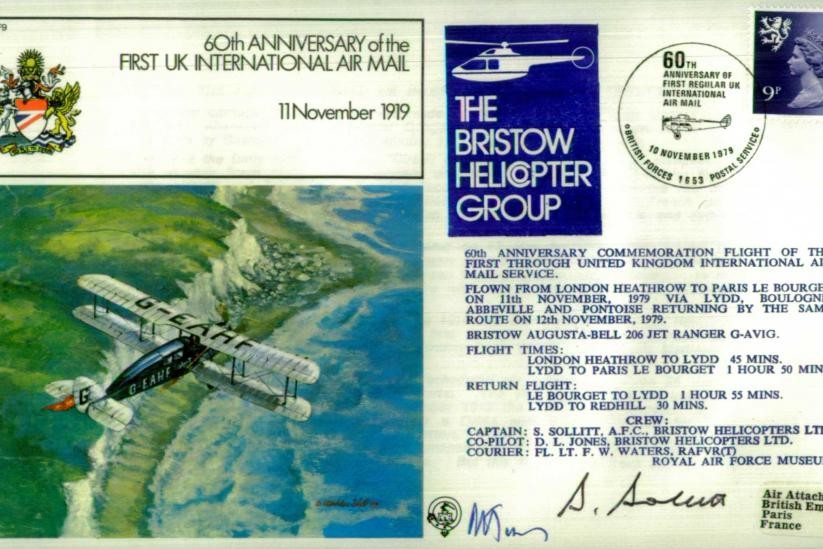 F9
60th ANNIVERSARY of the
FIRST UK INTERNATIONAL AIR MAIL
11 November 1919
THE
BRISTOW
HELICOPTER
GROUP
60TH
ANNIVERSARY OF
FIRST REGULAR UK
INTERNATIONAL
AIR MAIL
10 NOVEMBER 1979
BRITISH FORCES 1653 POSTAL SERVICE
9P
G-EAHF
G-EAHF
G
60th ANNIVERSARY COMMEMORATION FLIGHT OF TH
FIRST THROUGH UNITED KINGDOM INTERNATIONAL AI
MAIL SERVICE.
FLOWN FROM LONDON HEATHROW TO PARIS LE BOURGE
ON 11th NOVEMBER, 1979 VIA LYDD, BOULOGN
ABBEVILLE AND PONTOISE RETURNING BY THE SAM
ROUTE ON 12th NOVEMBER, 1979.
BRISTOW AUGUSTA-BELL 206 JET RANGER G-AVIG.
FLIGHT TIMES:
LONDON HEATHROW TO LYDD 45 MINS.
LYDD TO PARIS LE BOURGET 1 HOUR 50 MIN
RETURN FLIGHT:
LE BOURGET TO LYDD 1 HOUR 55 MINS.
LYDD TO REDHILL 30 MINS.
CREW:
CAPTAIN: S. SOLLITT, A.F.C., BRISTOW HELICOPTERS LT
CO-PILOT: D. L. JONES, BRISTOW HELICOPTERS LTD.
COURIER: FL. LT. F. W. WATERS, RAFVR(T)
ROYAL AIR FORCE MUSEU
Air Attach
British Em
Paris
France